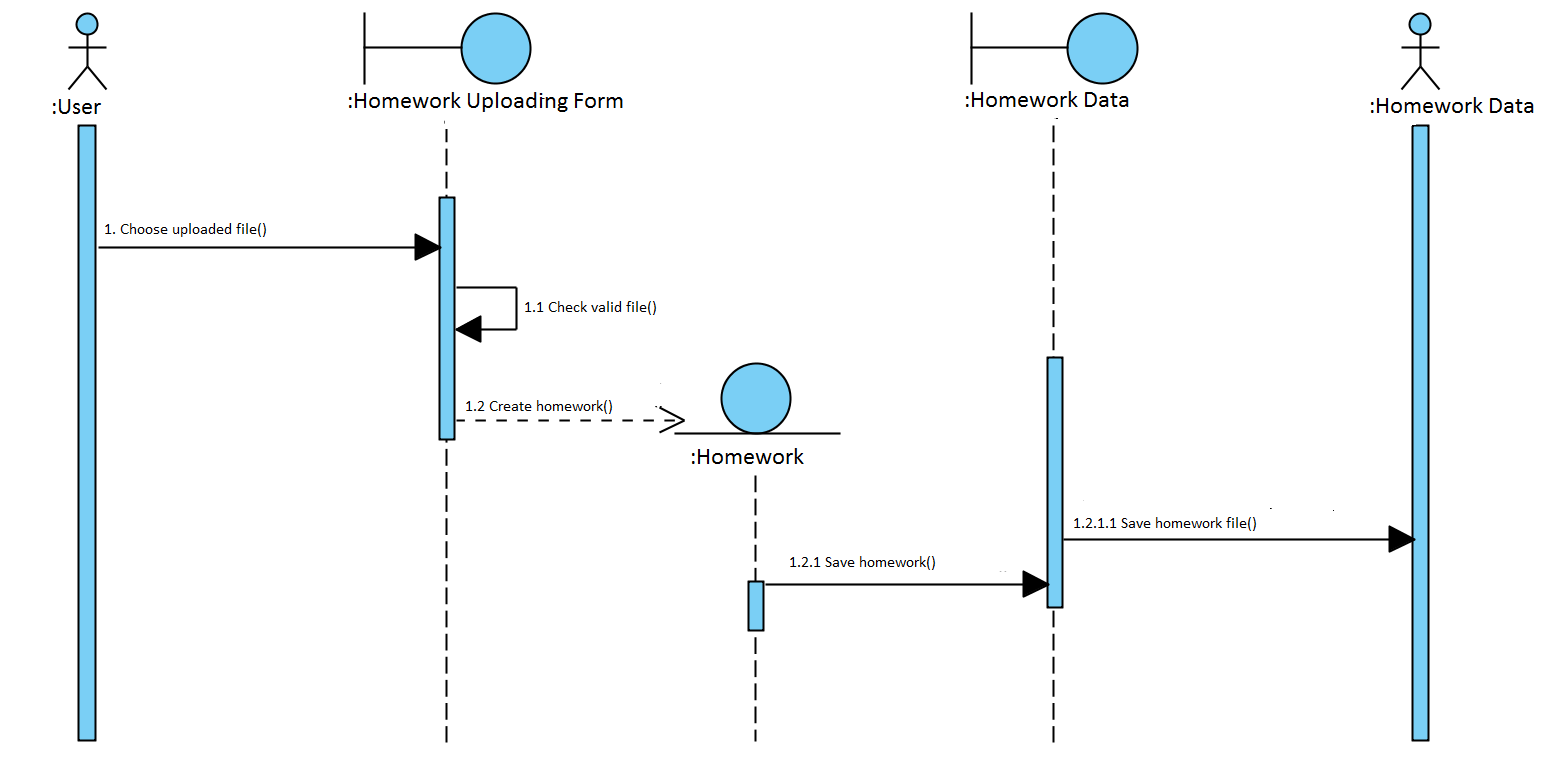 :User
:Homework Uploading Form
:Homework Data
:Homework Data
1. Choose uploaded file()
1.1 Check valid file()
1.2 Create homework()
:Homework
1.2.1.1 Save homework file()
1.2.1 Save homework()